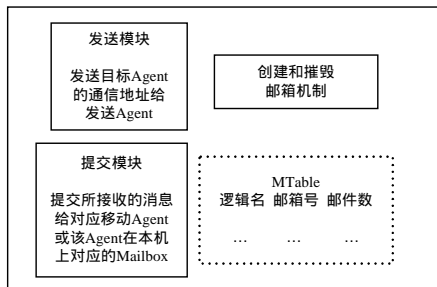 发送模块
发送目标Agent
的通信地址给
发送Agent
创建和摧毁
邮箱机制
提交模块
提交所接收的消息
给对应移动Agent
或该Agent在本机
上对应的Mailbox
MTable
逻辑名 邮箱号 邮件数
… … …